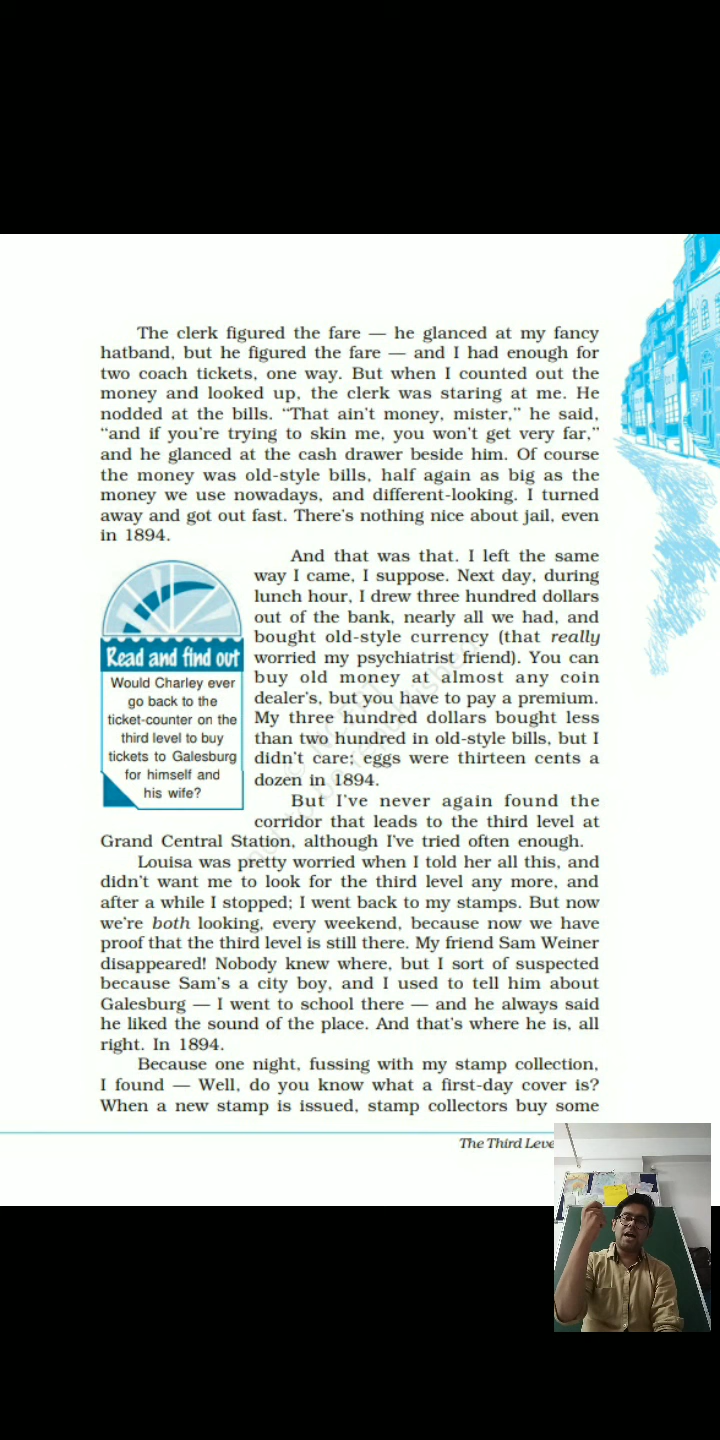 The clerk figured the fare — he glanced at my fancy
hatband, but he figured the fare — and I had enough for
two coach tickets, one way. But when I counted out the
money and looked up, the clerk was staring at me. He
nodded at the bills. “That ain't money, mister,” he said,
“and if you're trying to skin me, you won't get very far,”
and he glanced at the cash drawer beside him. Of course
the money was old-style bills, half again as big as the
money we use nowadays, and different-looking. I turned
away and got out fast. There's nothing nice about jail, even
in 1894.
And that was that. I left the same
way I came, I suppose. Next day, during
lunch hour, I drew three hundred dollars
out of the bank, nearly all we had, and
bought old-style currency (that really
worried my psychiatrist friend). You can
buy old money at almost any coin
dealer's, but you have to pay a premium.
My three hundred dollars bought less
than two hundred in old-style bills, but I
didn't care; eggs were thirteen cents a
dozen in 1894.
Read and find out
Would Charley ever
go back to the
ticket-counter on the
third level to buy
tickets to Galesburg
for himself and
his wife?
But I've never again found the
corridor that leads to the third level at
Grand Central Station, although I've tried often enough.
Louisa was pretty worried when I told her all this, and
didn't want me to look for the third level any more, and
after a while I stopped; I went back to my stamps. But now
we're both looking, every weekend, because now we have
proof that the third level is still there. My friend Sam Weiner
disappeared! Nobody knew where, but I sort of suspected
because Sam's a city boy, and I used to tell him about
Galesburg — I went to school there — and he always said
he liked the sound of the place. And that's where he is, all
right. In 1894.
Because one night, fussing with my stamp collection,
I found — Well, do you know what a first-day cover is?
When a new stamp is issued, stamp collectors buy some
The Third
© NCERT
not to be republished